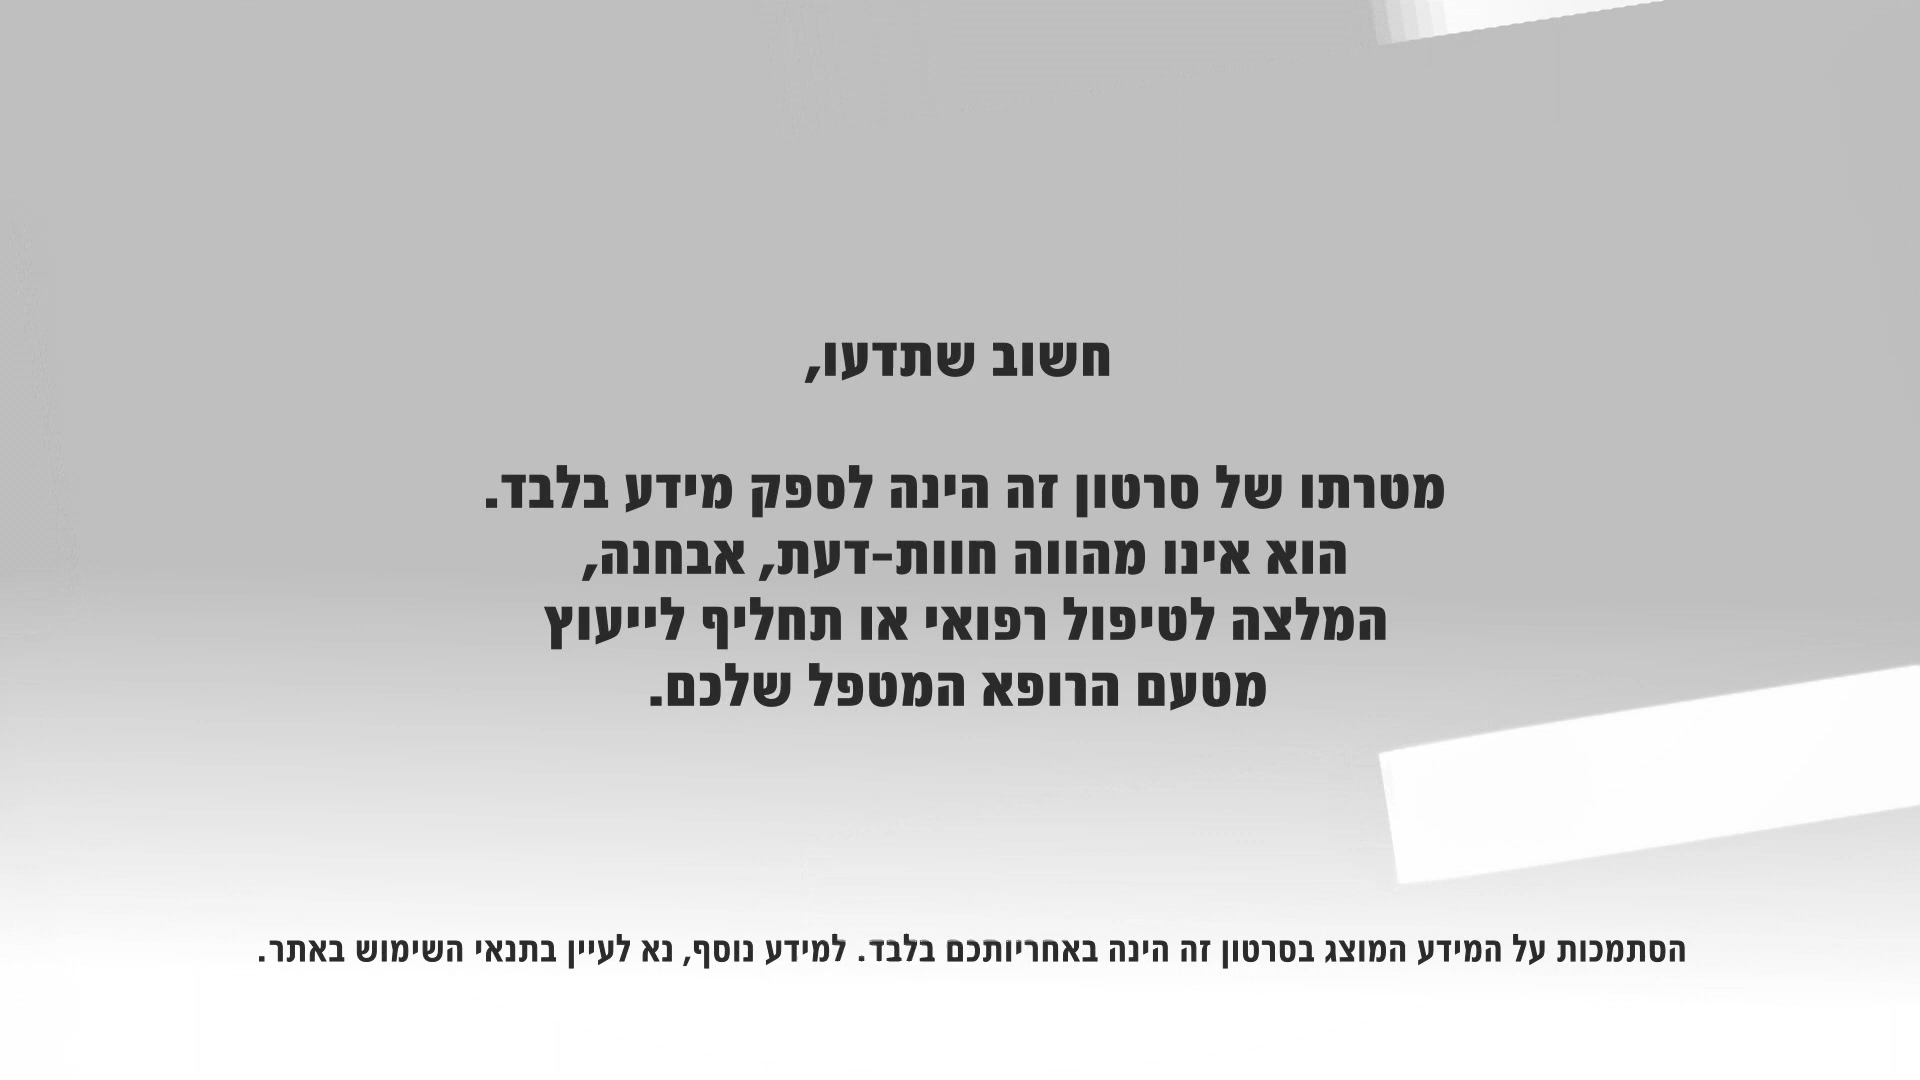 חשוב שתדעו,
מטרתו של סרטון זה הינה לספק מידע בלבד.
הוא אינו מהווה חוות-דעת, אבחנה,
המלצה לטיפול רפואי או תחליף לייעוץ
מטעם הרופא המטפל שלכם.
הסתמכות על המידע המוצג בסרטון זה הינה באחריותכם בלבד. למידע נוסף, נא לעיין בתנאי השימוש באתר.